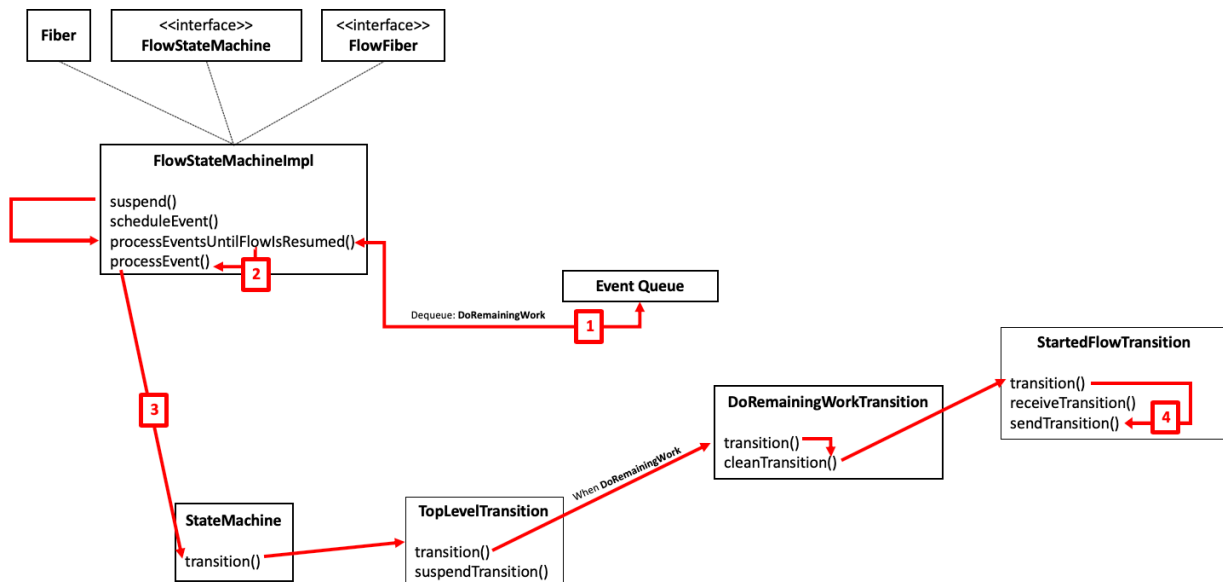 Fiber
<<interface>>
FlowStateMachine
<<interface>>
FlowFiber
FlowStateMachineImpl
suspend()
scheduleEvent()
processEventsUntilFlowIsResumed()
processEvent()
2
Event Queue
Dequeue: DoRemainingWork
1
StartedFlowTransition
transition()
receiveTransition()
sendTransition()
4
3
DoRemainingWorkTransition
transition()
cleanTransition()
When DoRemainingWork
StateMachine
transition()
TopLevelTransition
transition()
suspendTransition()